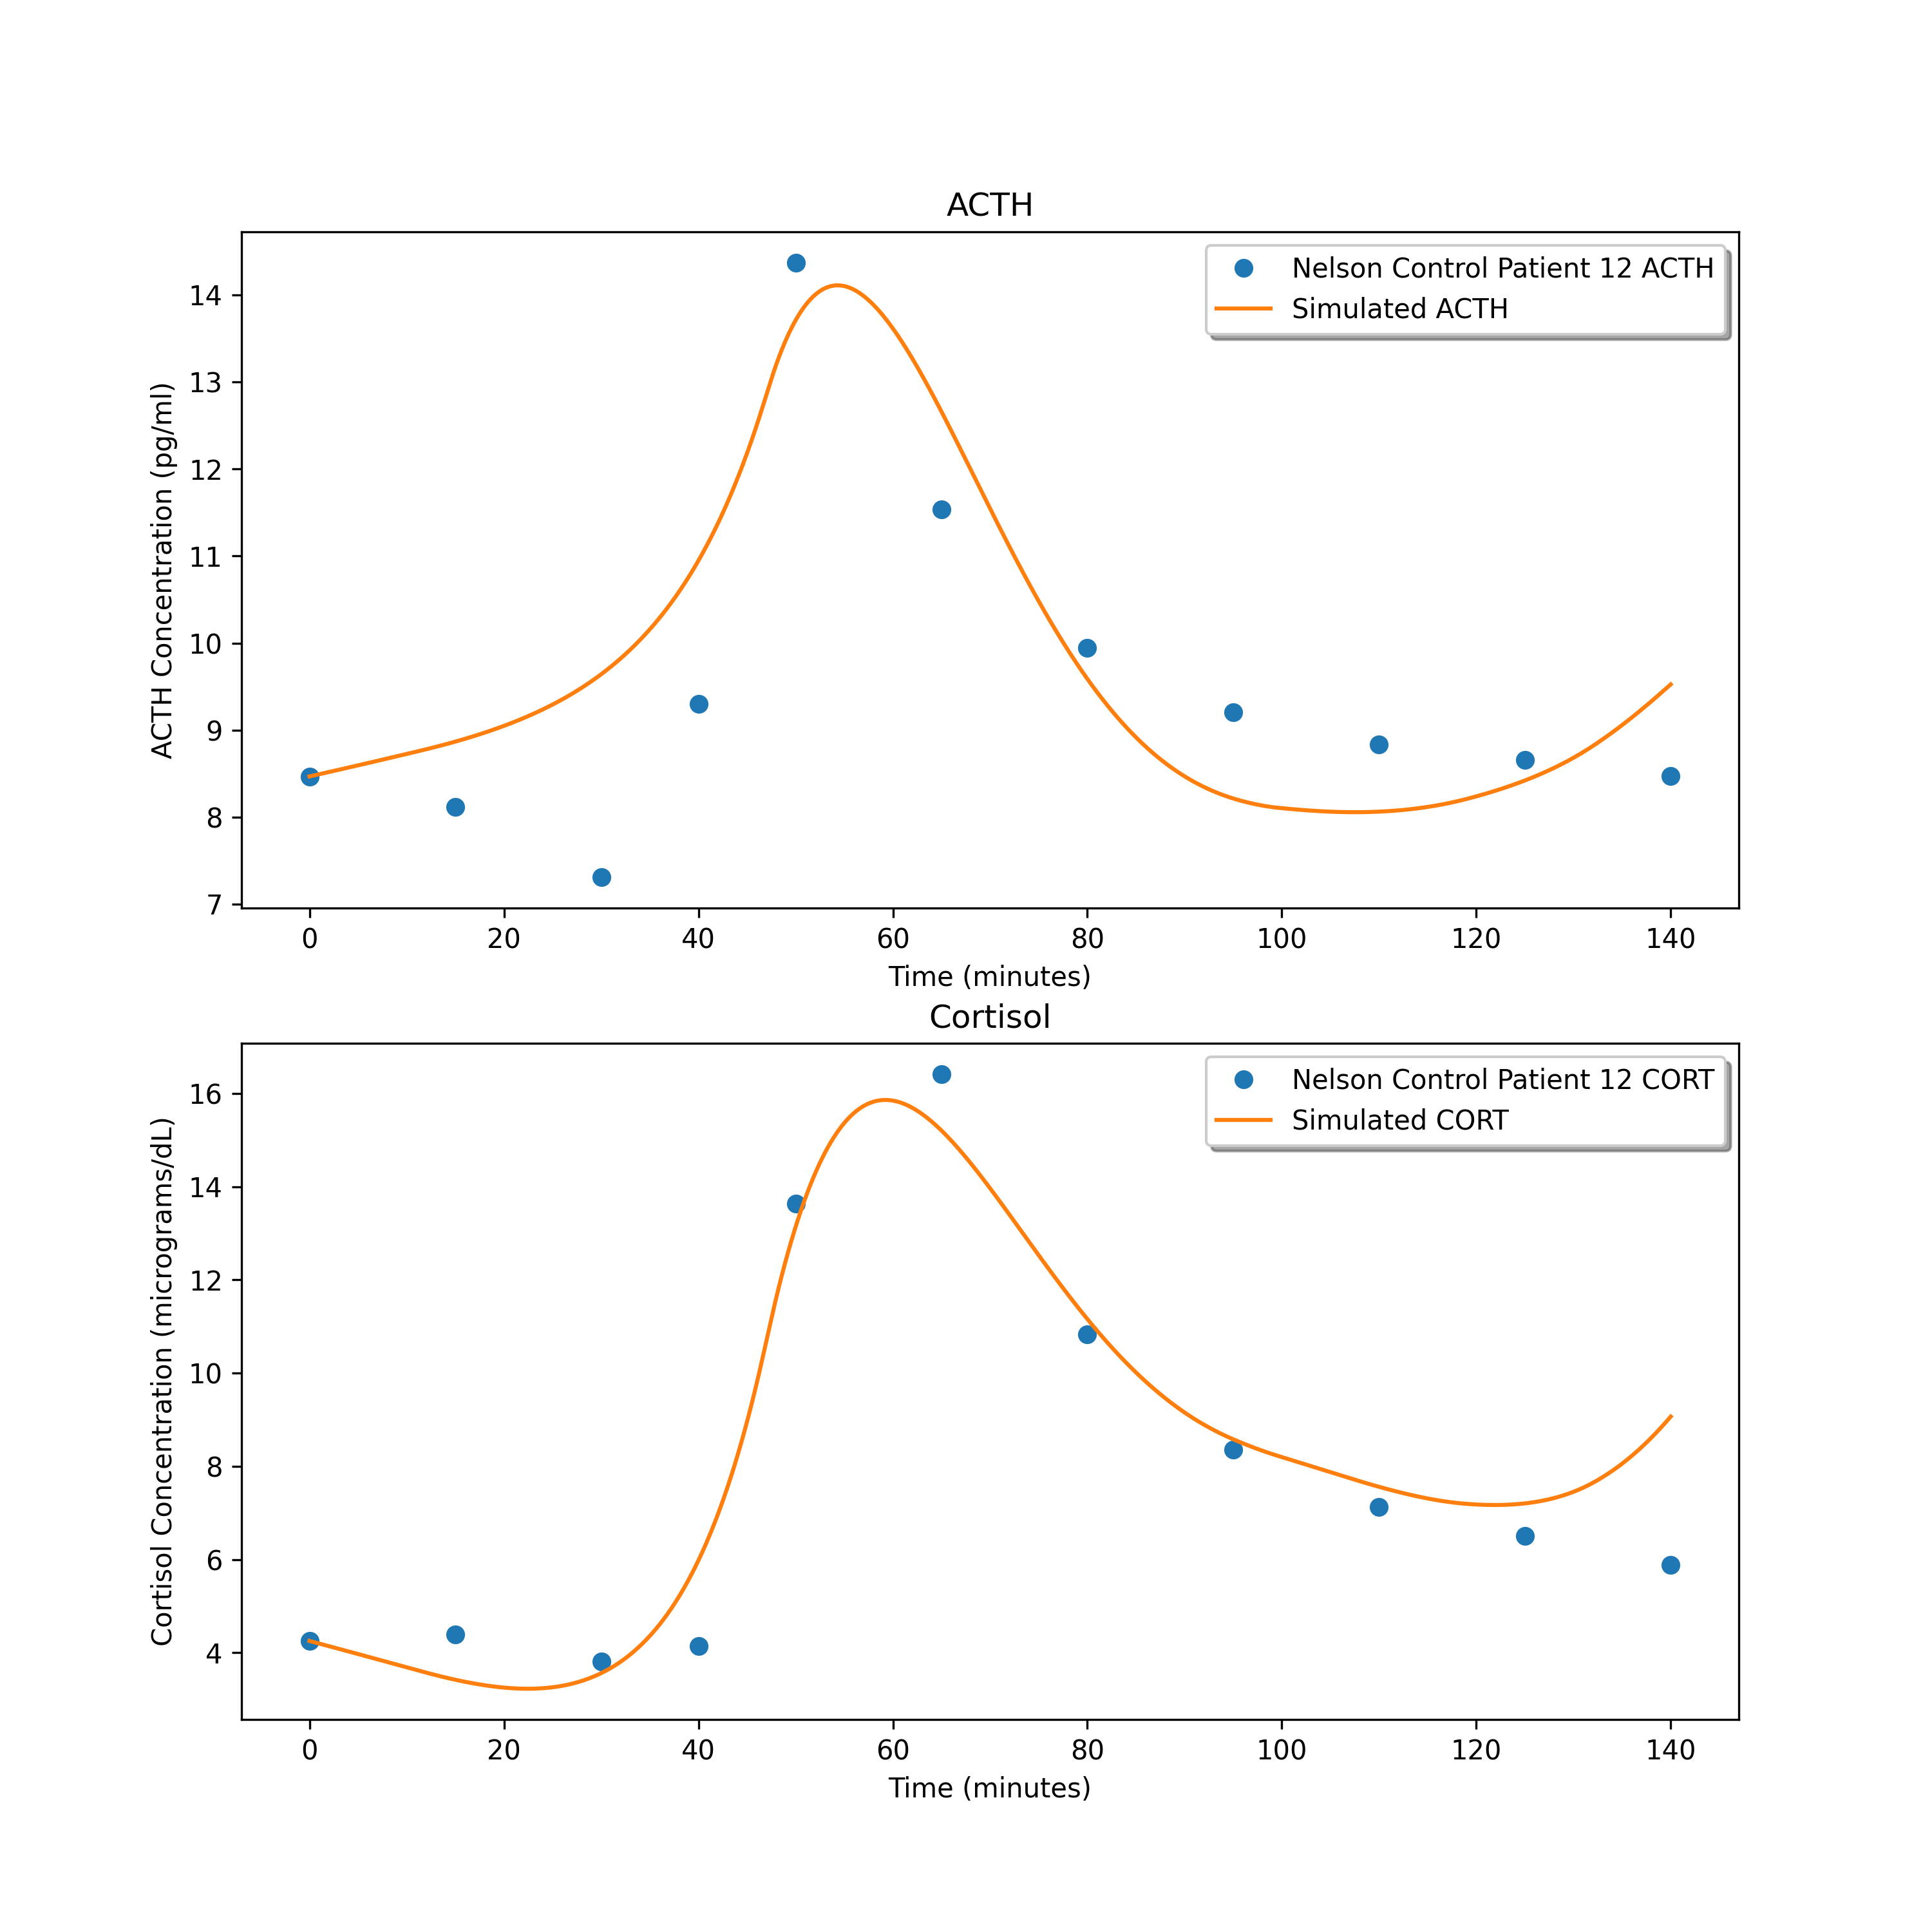 ACTH
Nelson Control Patient 12 ACTH
Simulated ACTH
ACTH Concentration (pg/ml)
14
13
12
11
10
9
8
7
0 20 40 60 80 100 120 140
Time (minutes)
Cortisol
Nelson Control Patient 12 CORT
Simulated CORT
Cortisol Concentration (micrograms/dL)
16
14
12
10
8
6
4
0 20 40 60 80 100 120 140
Time (minutes)